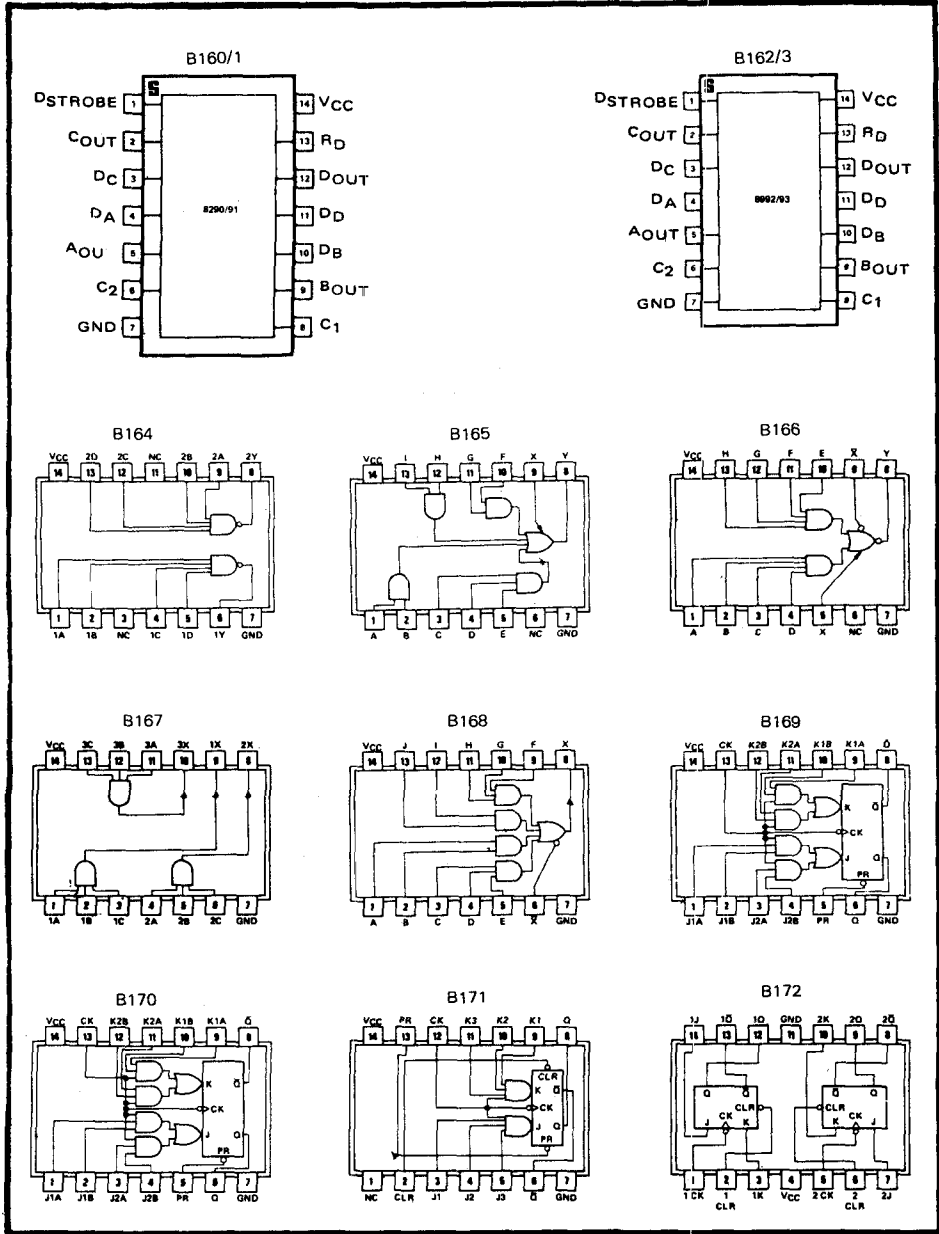 B160/1
S
DSTROBE 1
14 VCC
COUT 2
13 RD
DC 3
12 DOUT
DA 4
8290/91
11 DD
AOU 5
10 DB
C2 6
9 BOUT
GND 7
8 C1
B162/3
S
DSTROBE 1
14 VCC
COUT 2
13 RD
DC 3
12 DOUT
DA 4
8992/93
11 DD
AOUT 5
10 DB
C2 6
9 BOUT
GND 7
8 C1
B164
VCC 2D 2C NC 2B 2A 2Y
14 13 12 11 10 9 8
1 2 3 4 5 6 7
1A 1B NC 1C 1D 1Y GND
B165
VCC I H G F X Y
14 13 12 11 10 9 8
1 2 3 4 5 6 7
A B C D E NC GND
B166
VCC H G F E X̅ Y
14 13 12 11 10 9 8
1 2 3 4 5 6 7
A B C D X NC GND
B167
VCC 3C 3B 3A 3X 1X 2X
14 13 12 11 10 9 8
1 2 3 4 5 6 7
1A 1B 1C 2A 2B 2C GND
B168
VCC J I H G F X
14 13 12 11 10 9 8
1 2 3 4 5 6 7
A B C D E X̅ GND
B169
VCC CK K2B K2A K1B K1A Q̅
14 13 12 11 10 9 8
K Q̅
CK
J Q
PR
1 2 3 4 5 6 7
J1A J1B J2A J2B PR Q GND
B170
VCC CK K2B K2A K1B K1A Q̅
14 13 12 11 10 9 8
K Q̅
CK
J Q
PR
1 2 3 4 5 6 7
J1A J1B J2A J2B PR Q GND
B171
VCC PR CK K3 K2 K1 Q
14 13 12 11 10 9 8
CLR
K Q̅
CK
J Q
PR
1 2 3 4 5 6 7
NC CLR J1 J2 J3 Q̅ GND
B172
1J 1Q̅ 1Q GND 2K 2Q 2Q̅
13 12 11 10 9 8
Q Q̅
CLR
J CK K
Q Q̅
CLR
K CK J
1 2 3 4 5 6 7
1 CK 1 CLR 1K VCC 2 CK 2 CLR 2J